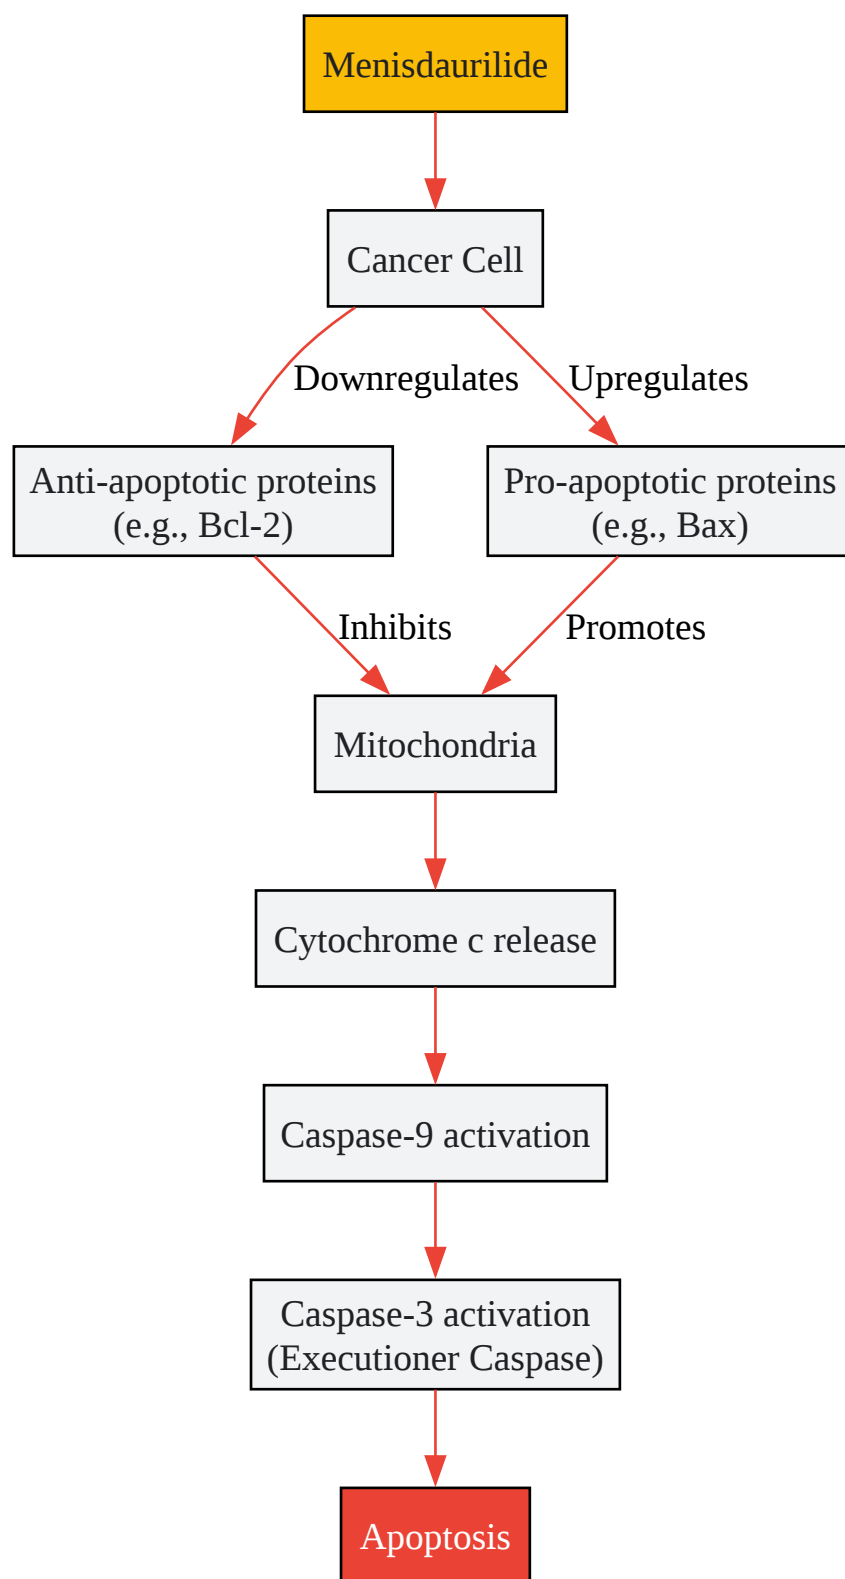 Menisdaurilide
Cancer Cell
Downregulates
Upregulates
Anti-apoptotic proteins
(e.g., Bcl-2)
Pro-apoptotic proteins
(e.g., Bax)
Inhibits
Promotes
Mitochondria
Cytochrome c release
Caspase-9 activation
Caspase-3 activation
(Executioner Caspase)
Apoptosis